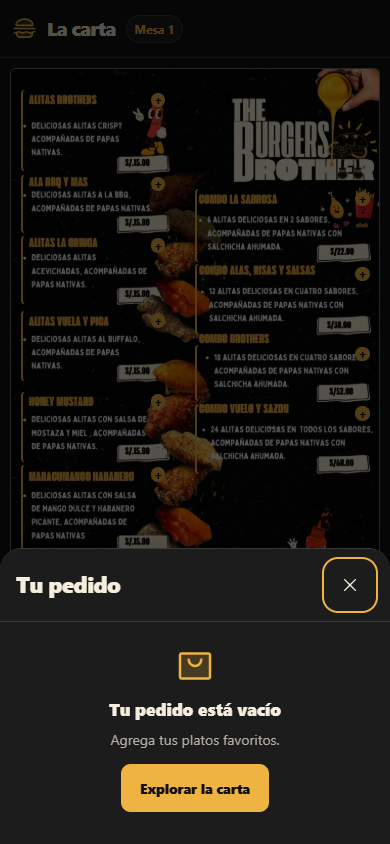 La carta
Mesa 1
ALITAS BROTHERS
DELICIOSAS ALITAS CRISPY
ACOMPAÑADAS DE PAPAS
NATIVAS.
S/.15.00
ALA BBQ Y MAS
DELICIOSAS ALITAS A LA BBQ,
ACOMPAÑADAS DE PAPAS NATIVAS.
S/.15.00
ALITAS LA GRINGA
DELICIOSAS ALITAS
ACEVICHADAS, ACOMPAÑADAS DE
PAPAS NATIVAS.
S/.15.00
ALITAS VUELA Y PICA
DELICIOSAS ALITAS AL BUFFALO,
ACOMPAÑADAS DE PAPAS
NATIVAS.
S/.15.00
HONEY MUSTARD
DELICIOSAS ALITAS CON SALSA DE
MOSTAZA Y MIEL , ACOMPAÑADAS
DE PAPAS NATIVAS.
S/.15.00
MARACUMANGO HABANERO
DELICIOSAS ALITAS CON SALSA
DE MANGO DULCE Y HABANERO
PICANTE, ACOMPAÑADAS DE
PAPAS NATIVAS
S/.15.00
THE
BURGERS
BROTHER
COMBO LA SABROSA
6 ALITAS DELICIOSAS EN 2 SABORES,
ACOMPAÑADAS DE PAPAS NATIVAS CON
SALCHICHA AHUMADA.
S/22.00
COMBO ALAS, RISAS Y SALSAS
12 ALITAS DELICIOSAS EN CUATRO SABORES,
ACOMPAÑADAS DE PAPAS NATIVAS CON
SALCHICHA AHUMADA.
S/38.00
COMBO BROTHERS
18 ALITAS DELICIOSAS EN CUATRO SABORES
ACOMPAÑADAS DE PAPAS NATIVAS CON
SALCHICHA AHUMADA.
S/52.00
COMBO VUELO Y SAZON
24 ALITAS DELICIOSAS EN TODOS LOS SABORES,
ACOMPAÑADAS DE PAPAS NATIVAS CON
SALCHICHA AHUMADA.
S/68.00
Tu pedido
Tu pedido está vacío
Agrega tus platos favoritos.
Explorar la carta